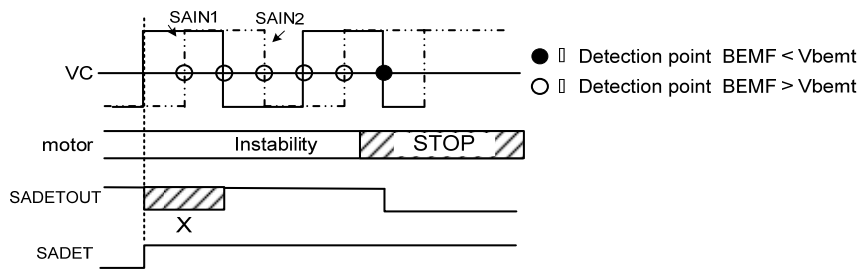 SAIN1 SAIN2
VC
Detection point BEMF < Vbemt
Detection point BEMF > Vbemt
motor Instability STOP
SADETOUT
X
SADET